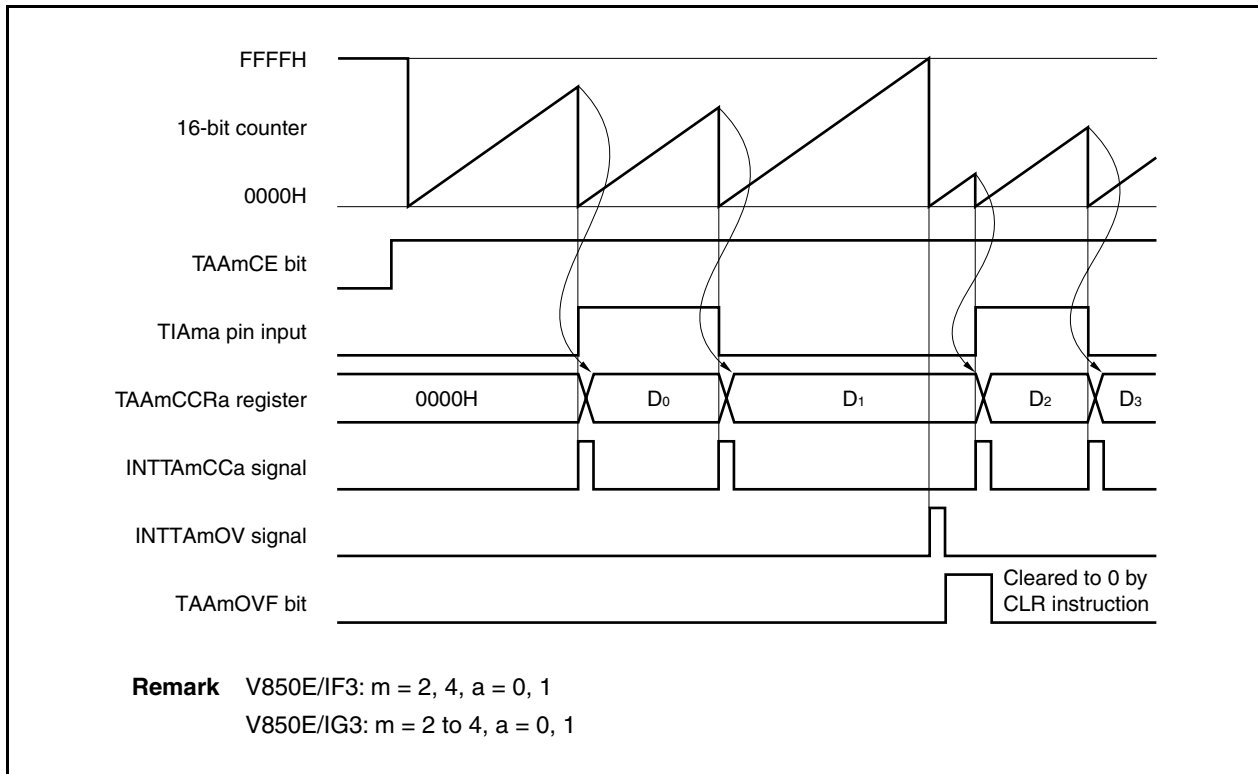 FFFFH
16-bit counter
0000H
TAAmCE bit
TIAma pin input
TAAmCCRa register
0000H
D0
D1
D2
D3
INTTAmCCa signal
INTTAmOV signal
TAAmOVF bit
Cleared to 0 by
CLR instruction
Remark V850E/IF3: m = 2, 4, a = 0, 1
V850E/IG3: m = 2 to 4, a = 0, 1